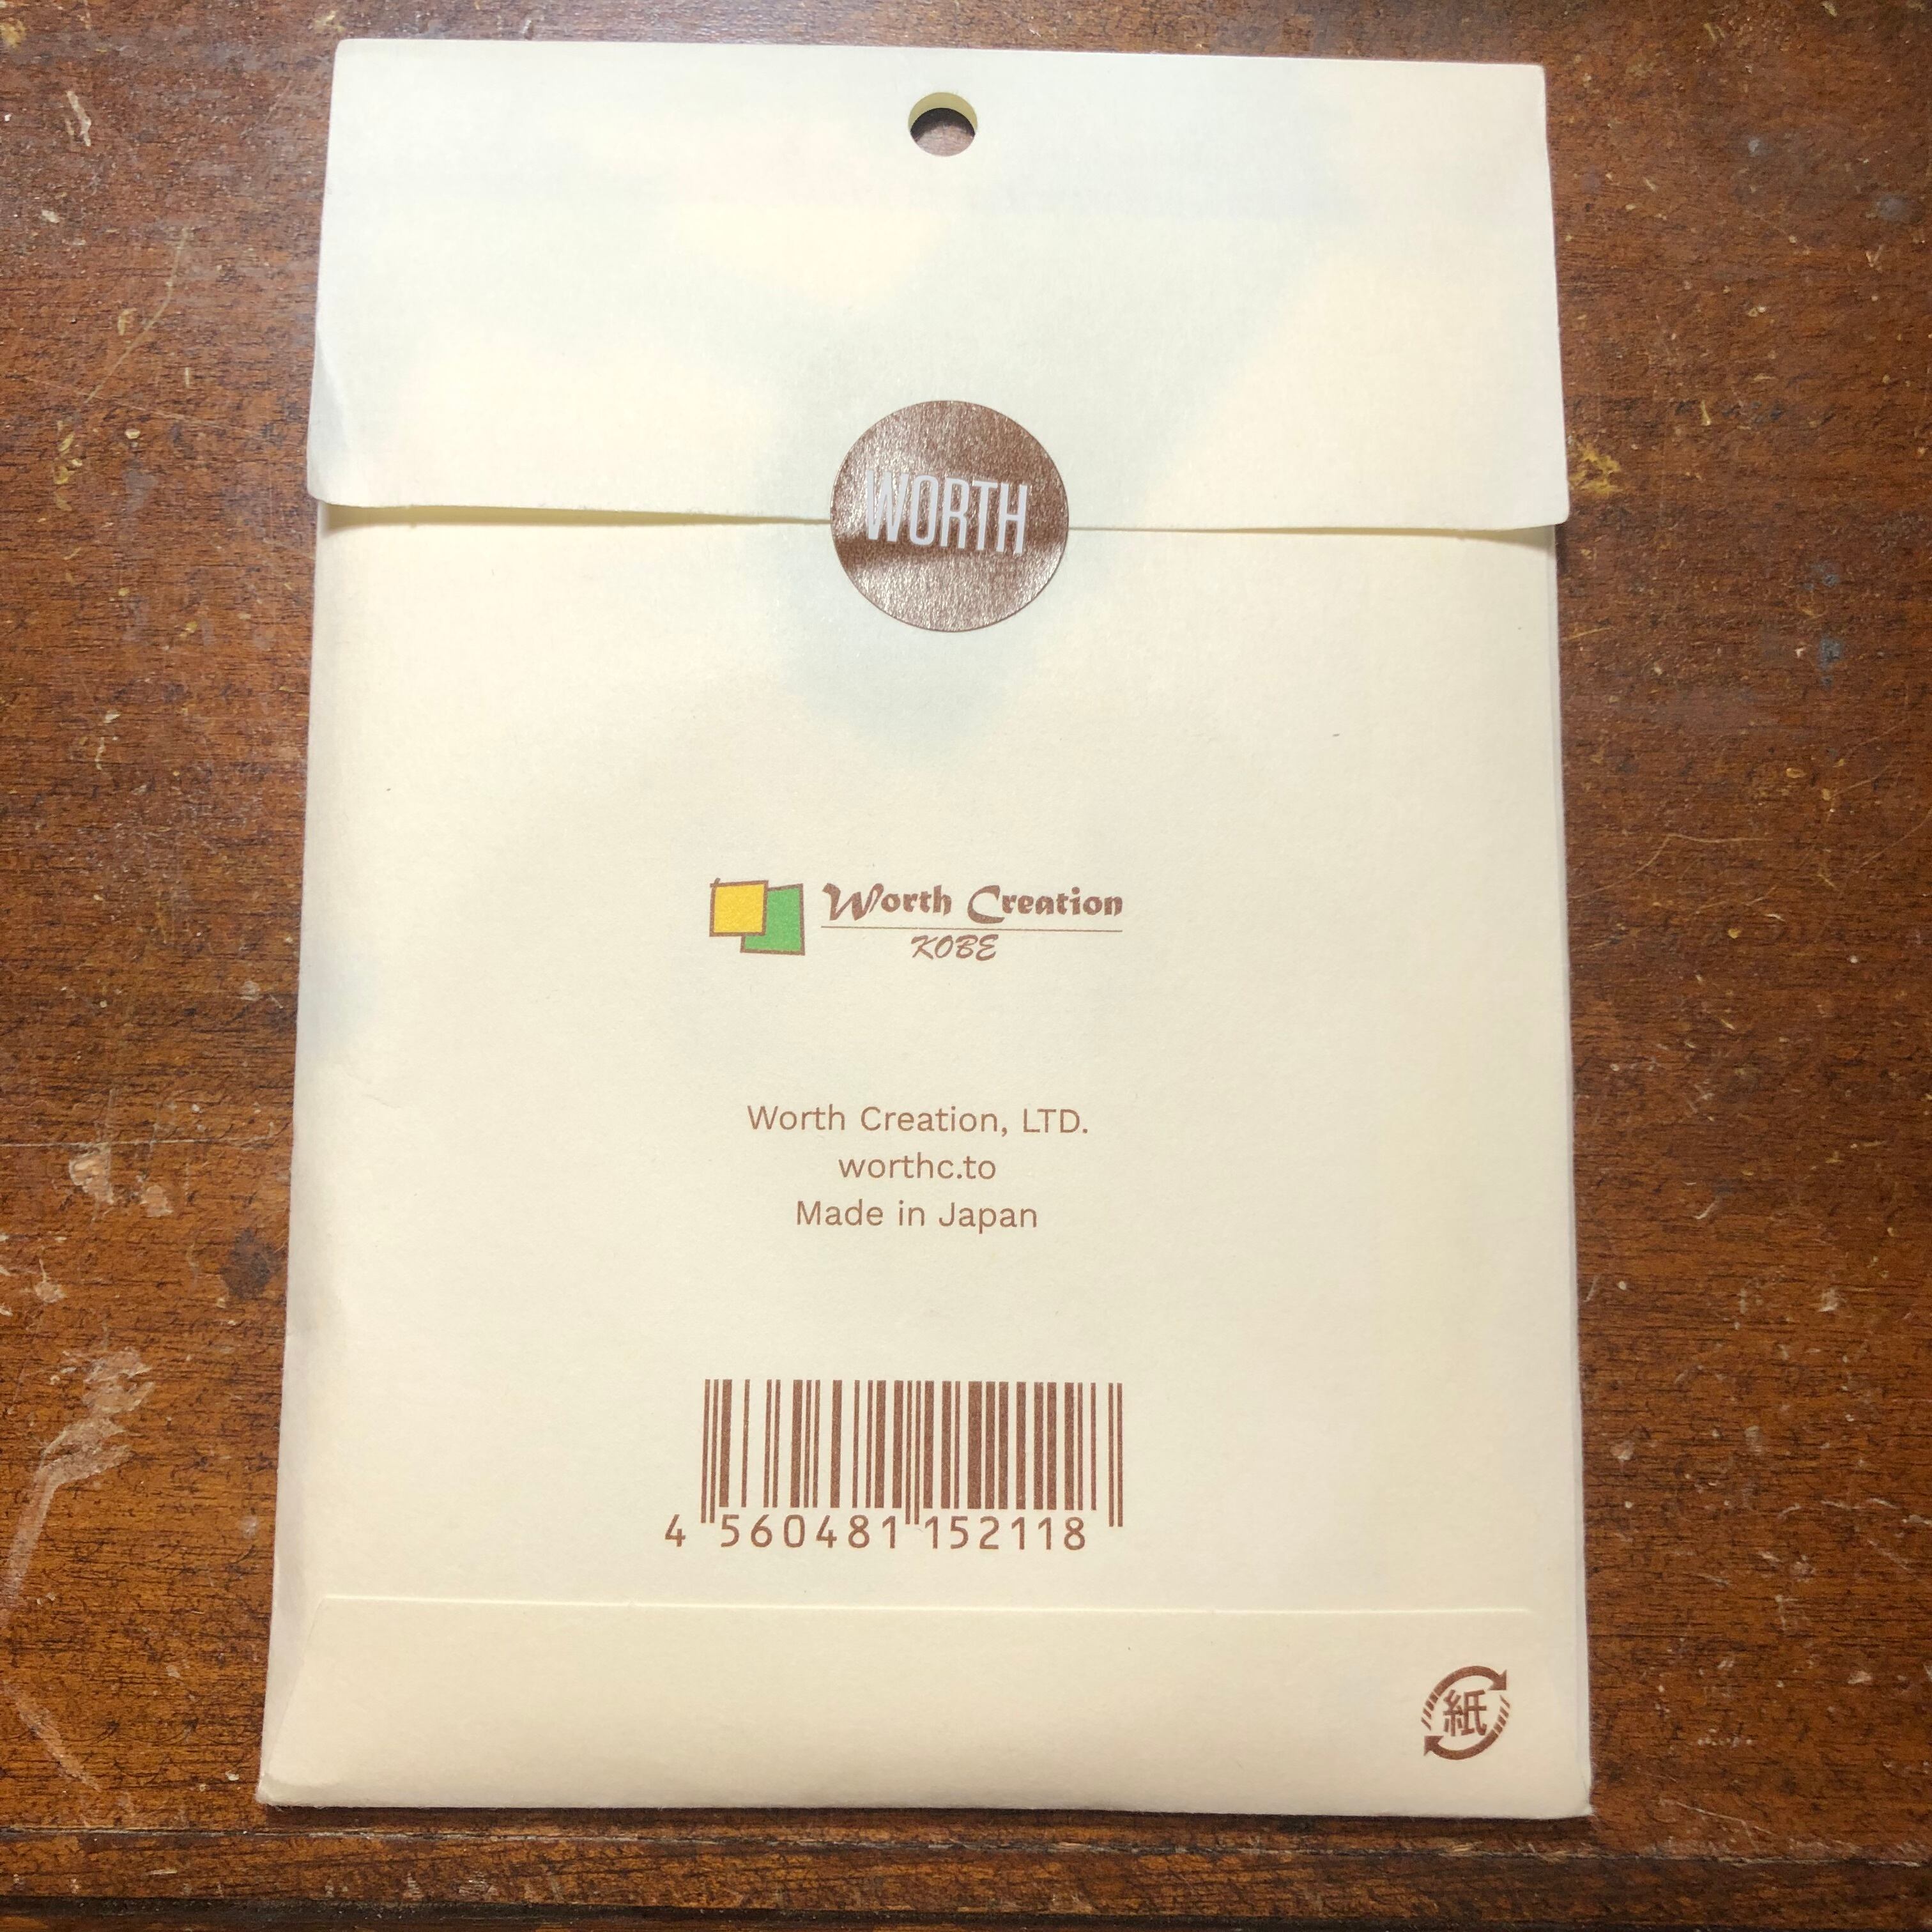 WORTH
Worth Creation
KOBE
Worth Creation, LTD.
worthc.to
Made in Japan
4 560481 152118
紙